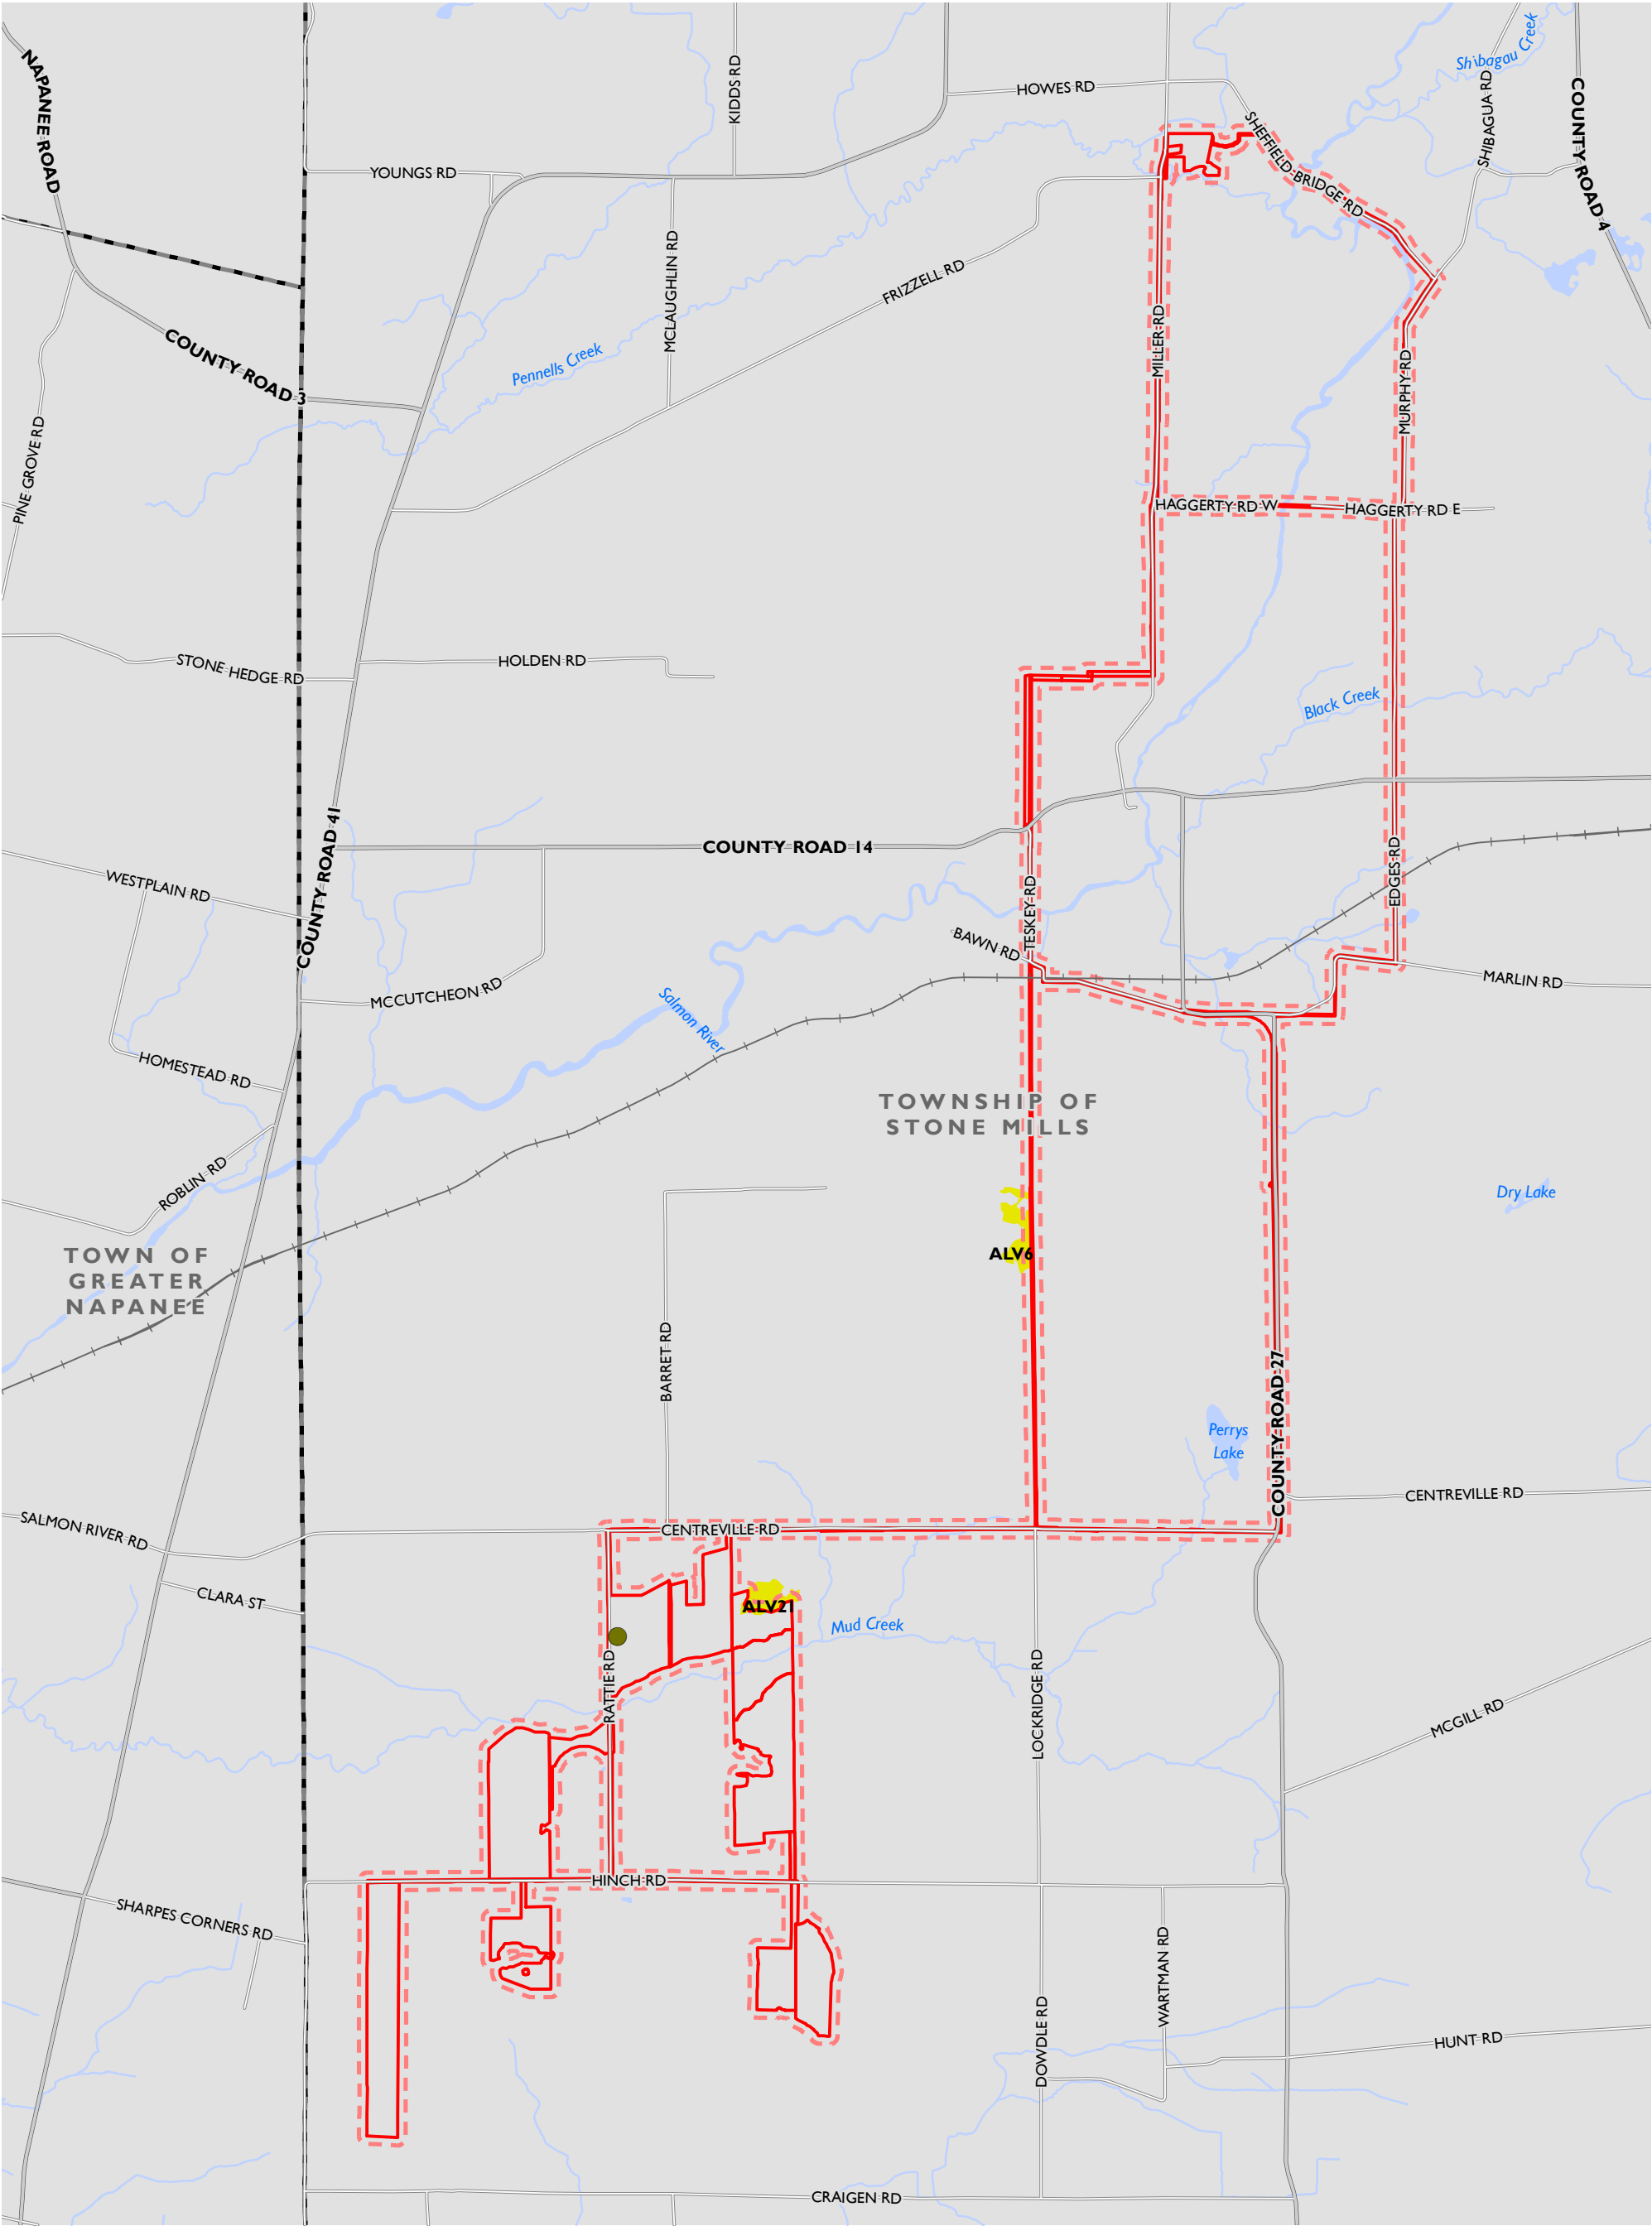 Shibagau Creek
NAPANEE ROAD
KIDDS RD
HOWES RD
SHIBAGUA RD
COUNTY ROAD 4
SHEFFIELD BRIDGE RD
YOUNGS RD
MCLAUGHLIN RD
FRIZZELL RD
MILLER RD
COUNTY ROAD 3
Pennells Creek
MURPHY RD
PINE GROVE RD
HAGGERTY RD W
HAGGERTY RD E
STONE HEDGE RD
HOLDEN RD
Black Creek
COUNTY ROAD 41
COUNTY ROAD 14
WESTPLAIN RD
EDGES RD
TESKEY RD
BAWN RD
MARLIN RD
MCCUTCHEON RD
Salmon River
HOMESTEAD RD
TOWNSHIP OF
STONE MILLS
ROBLIN RD
Dry Lake
TOWN OF
GREATER
NAPANEE
ALV6
BARRET RD
COUNTY ROAD 27
Perrys
Lake
CENTREVILLE RD
SALMON RIVER RD
CENTREVILLE RD
CLARA ST
ALV21
Mud Creek
RATTIE RD
LOCKRIDGE RD
MCGILL RD
HINCH RD
SHARPES CORNERS RD
WARTMAN RD
DOWDLE RD
HUNT RD
CRAIGEN RD